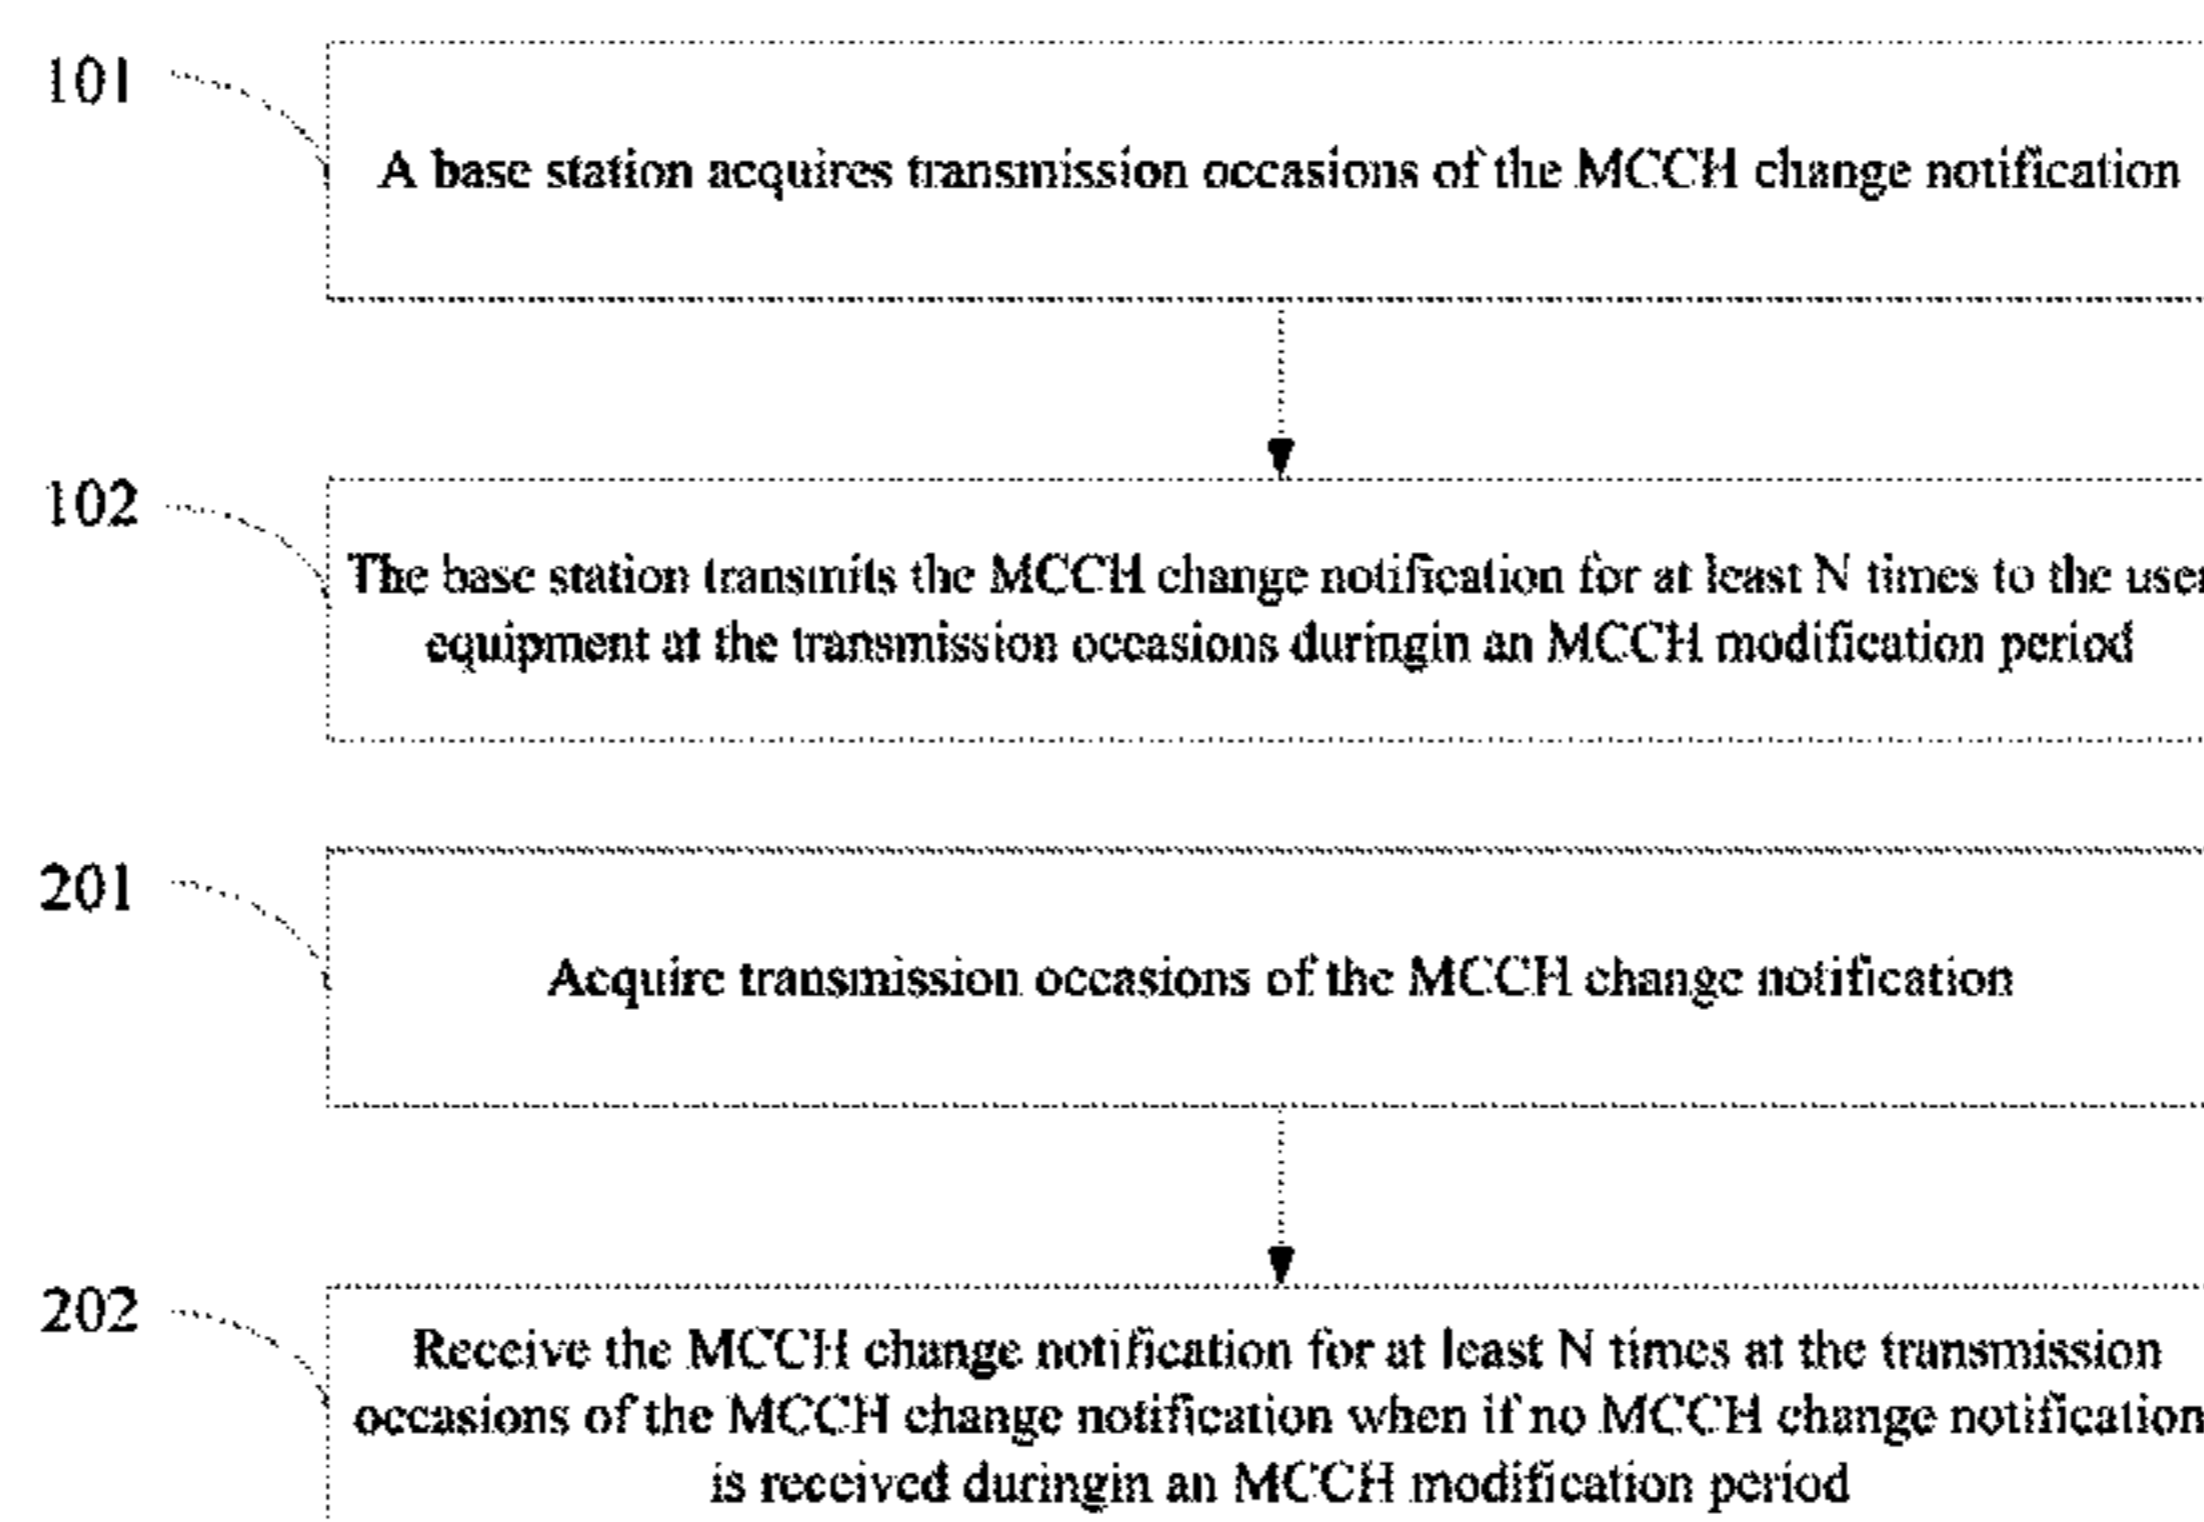 101
A base station acquires transmission occasions of the MCCH change notification
102
The base station transmits the MCCH change notification for at least N times to the user
equipment at the transmission occasions duringin an MCCH modification period
201
Acquire transmission occasions of the MCCH change notification
202
Receive the MCCH change notification for at least N times at the transmission
occasions of the MCCH change notification when if no MCCH change notification
is received duringin an MCCH modification period